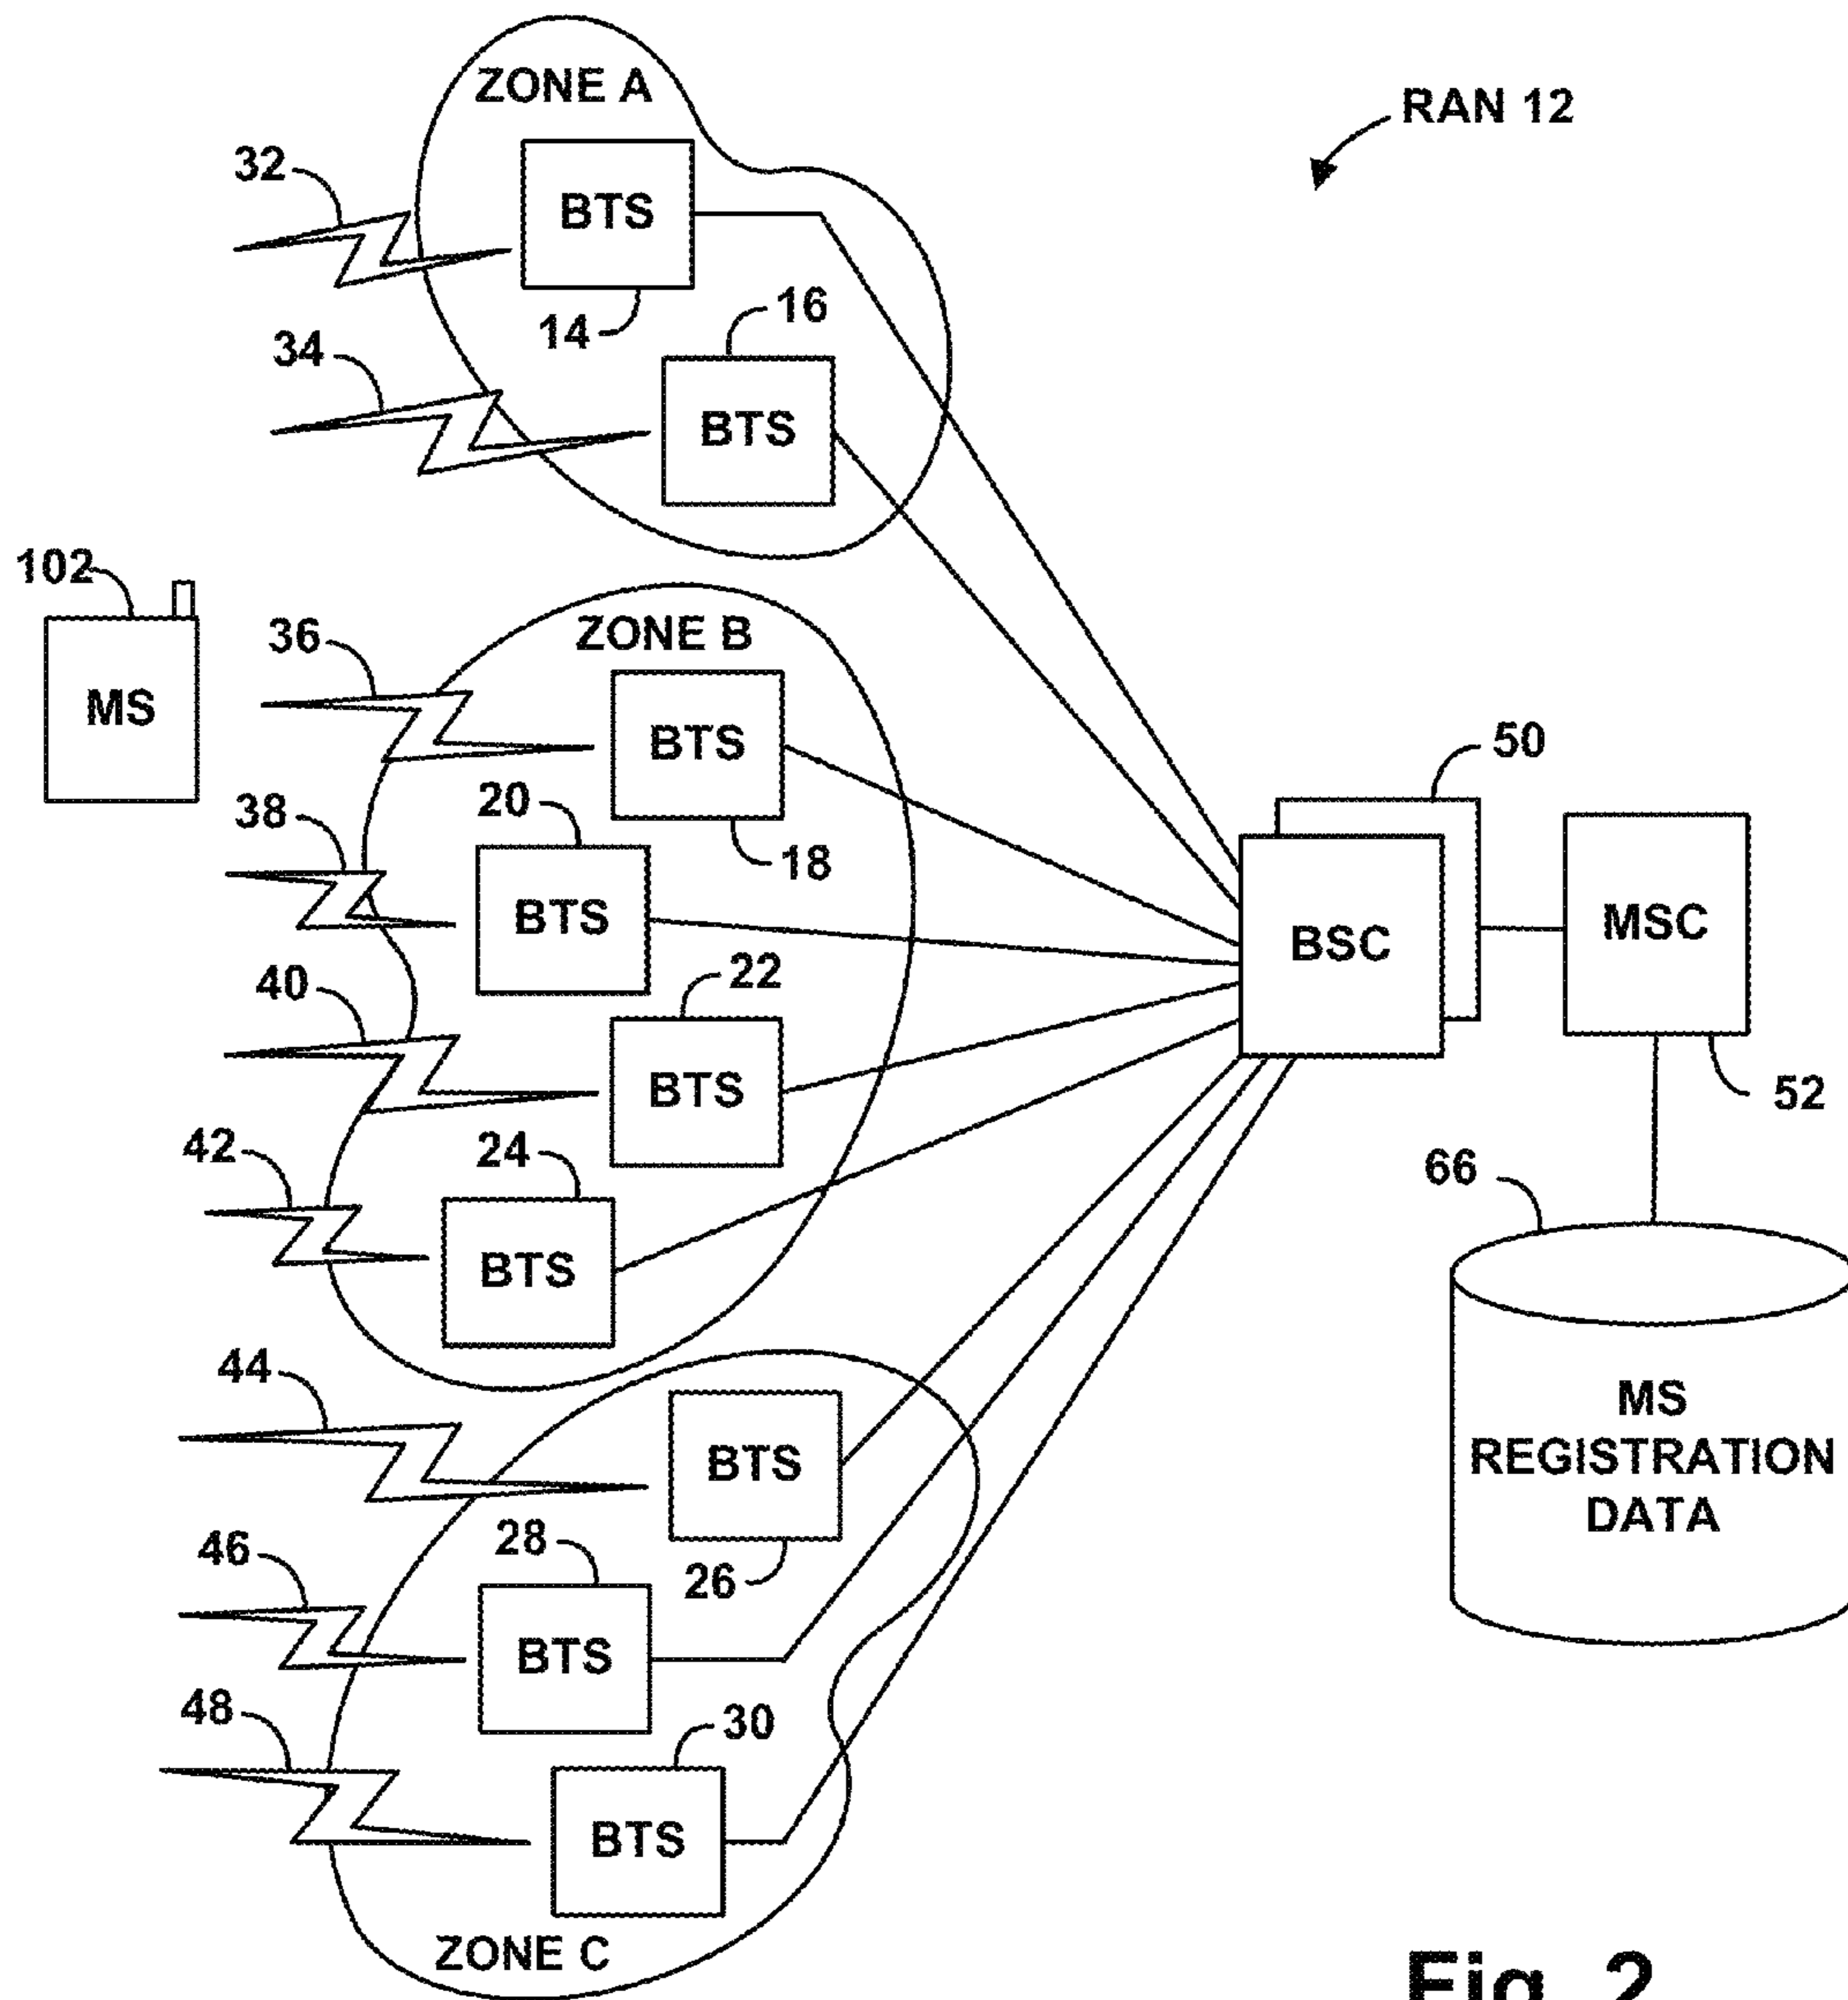 ZONE A
RAN 12
32
BTS
14
16
34
BTS
102
MS
36
ZONE B
BTS
18
38
20
BTS
40
22
BTS
42
24
BTS
50
BSC
MSC
52
66
MS
REGISTRATION
DATA
44
BTS
26
46
28
BTS
48
30
BTS
ZONE C
Fig. 2